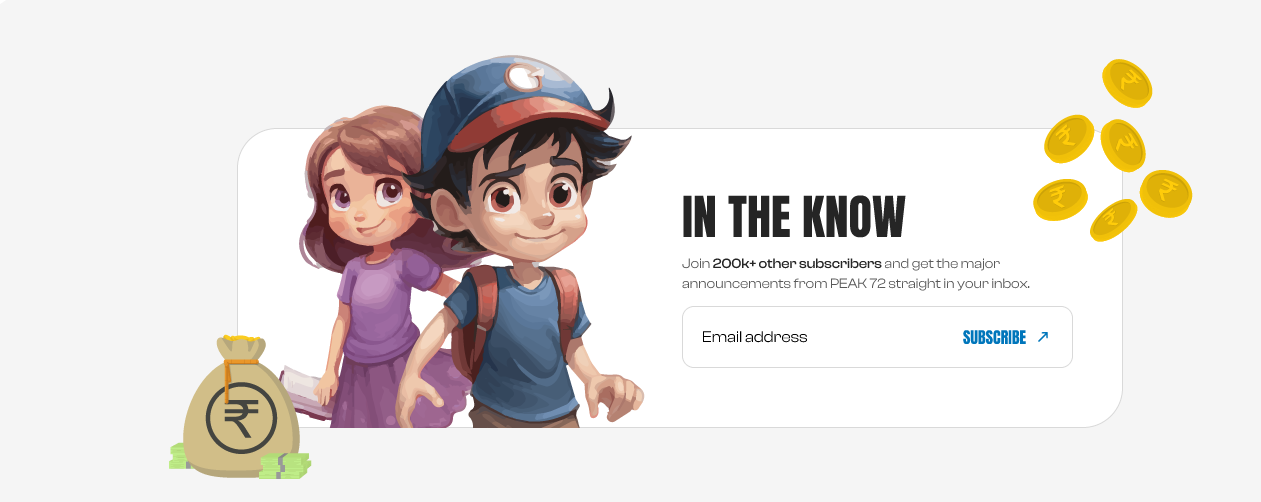 IN THE KNOW
Join 200k+ other subscribers and get the major
announcements from PEAK 72 straight in your inbox.
Email address
SUBSCRIBE
₹
₹
₹
₹
₹
₹
₹